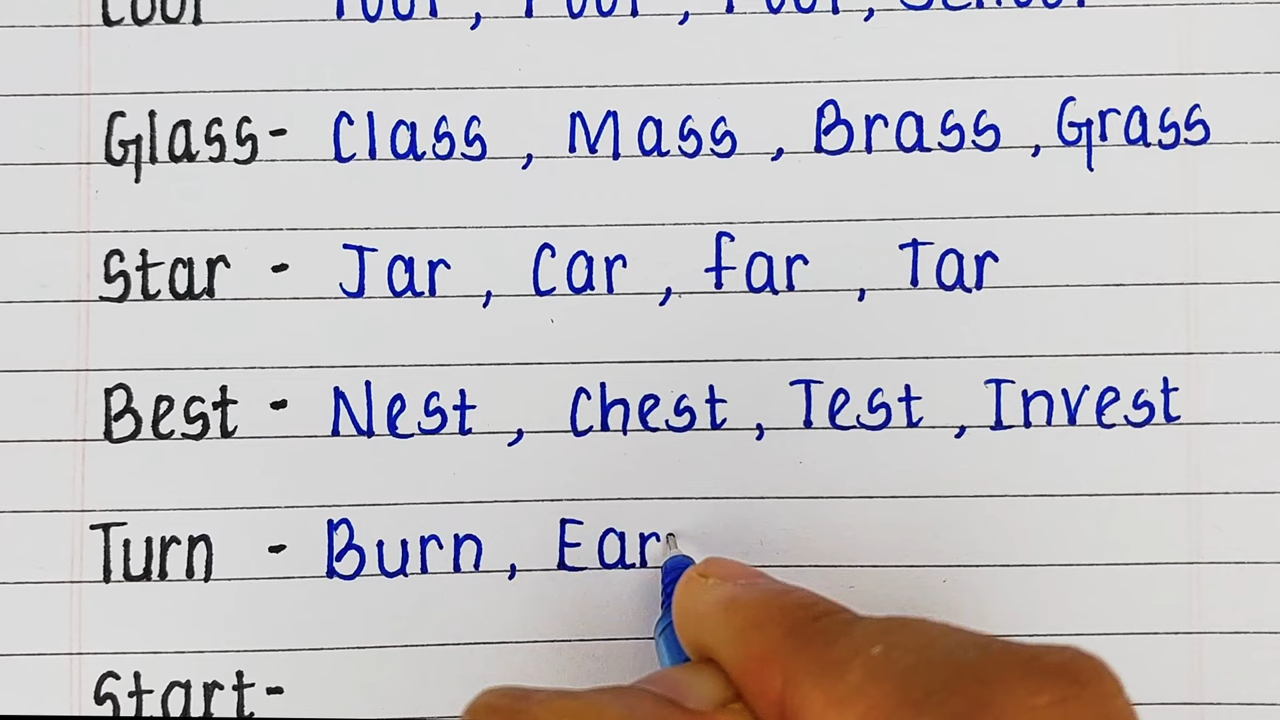 Glass- Class, Mass, Brass, Grass
Star - Jar, Car, far, Tar
Best - Nest, Chest, Test, Invest
Turn - Burn, Ear
Start-